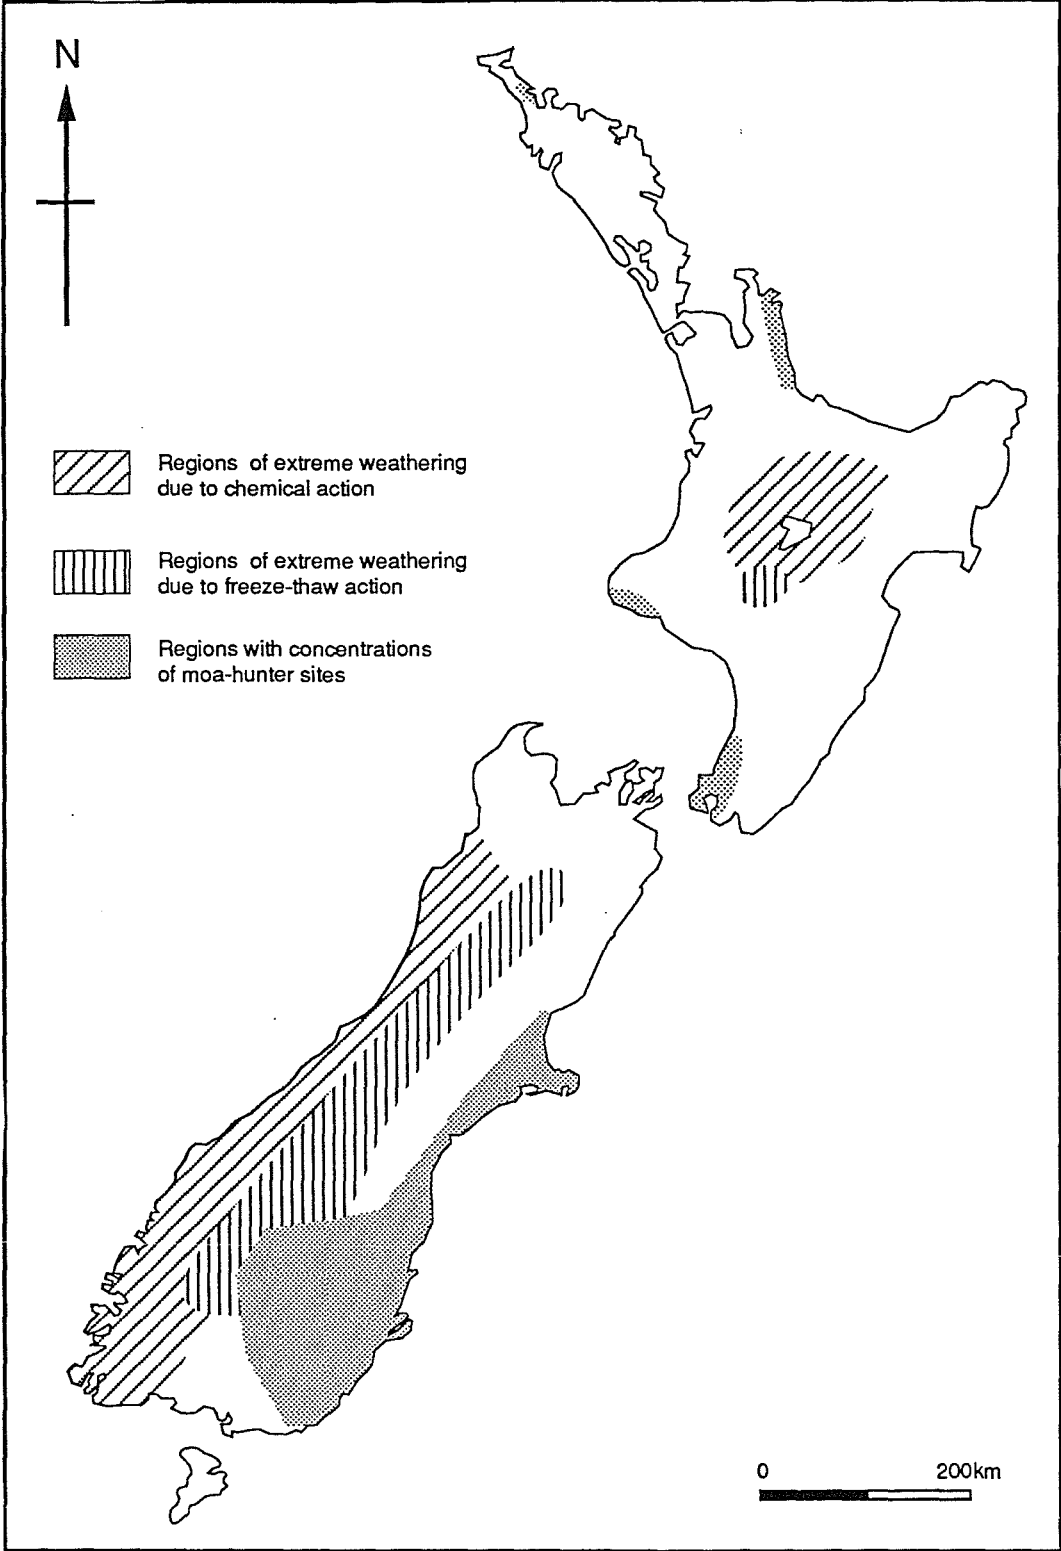 N
Regions of extreme weathering
due to chemical action
Regions of extreme weathering
due to freeze-thaw action
Regions with concentrations
of moa-hunter sites
0 200km